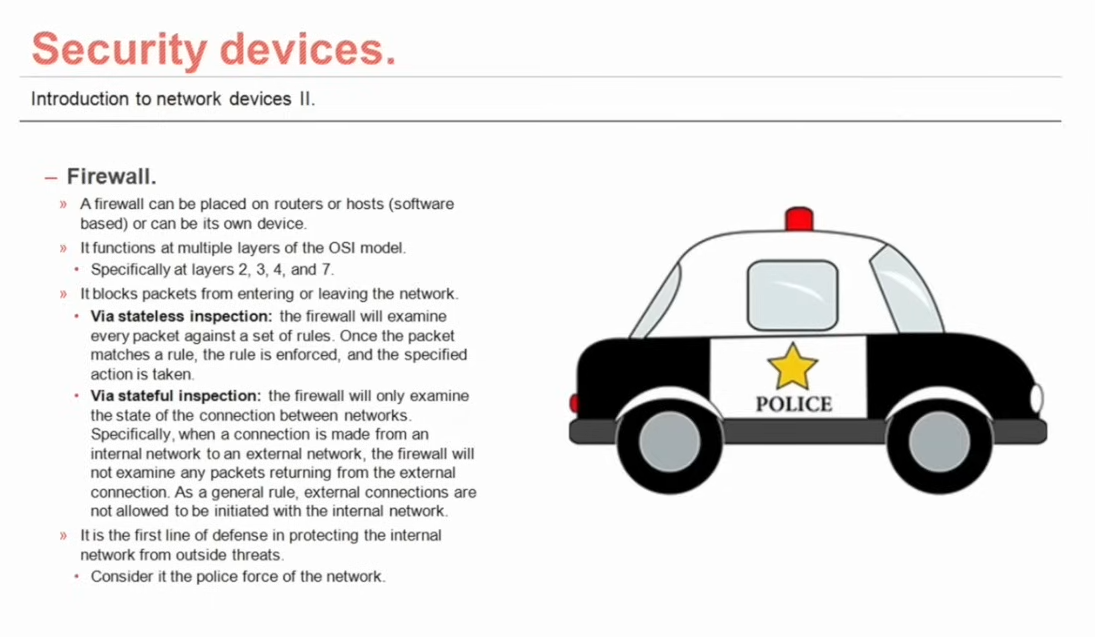 Security devices.
Introduction to network devices II.
– Firewall.
» A firewall can be placed on routers or hosts (software
based) or can be its own device.
» It functions at multiple layers of the OSI model.
• Specifically at layers 2, 3, 4, and 7.
» It blocks packets from entering or leaving the network.
• Via stateless inspection: the firewall will examine
every packet against a set of rules. Once the packet
matches a rule, the rule is enforced, and the specified
action is taken.
• Via stateful inspection: the firewall will only examine
the state of the connection between networks.
Specifically, when a connection is made from an
internal network to an external network, the firewall will
not examine any packets returning from the external
connection. As a general rule, external connections are
not allowed to be initiated with the internal network.
» It is the first line of defense in protecting the internal
network from outside threats.
• Consider it the police force of the network.
POLICE